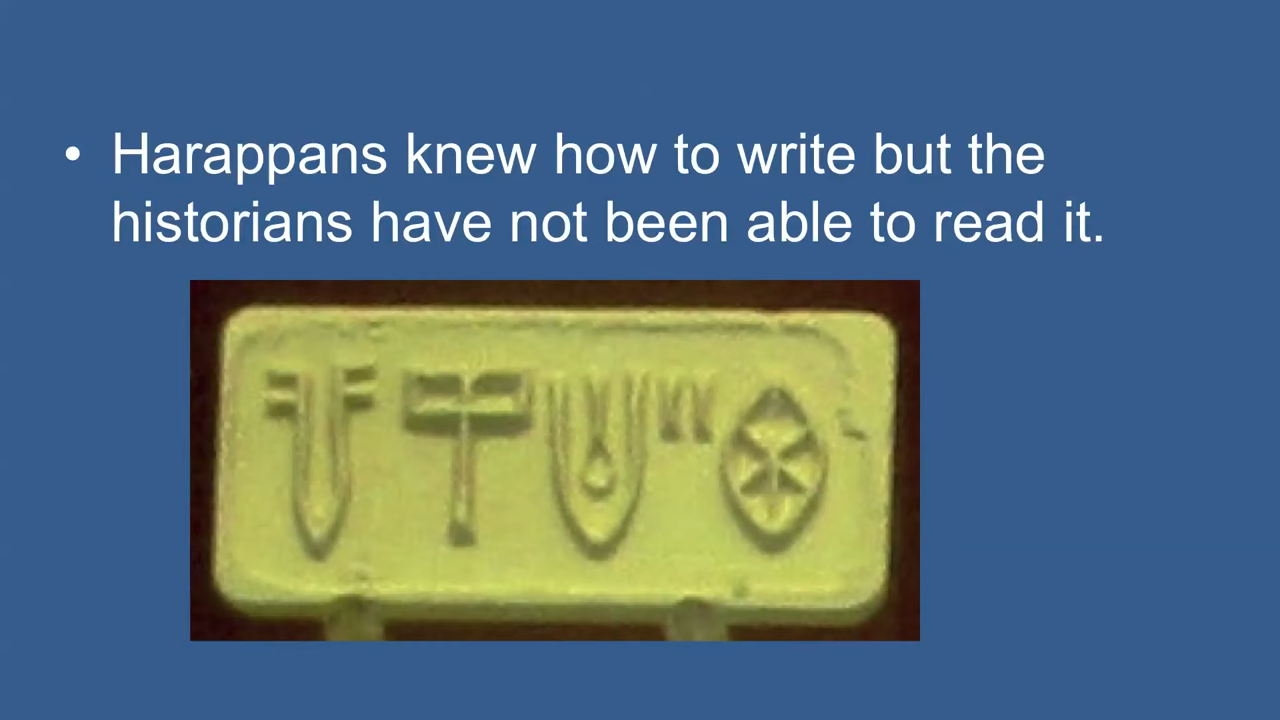 • Harappans knew how to write but the
historians have not been able to read it.